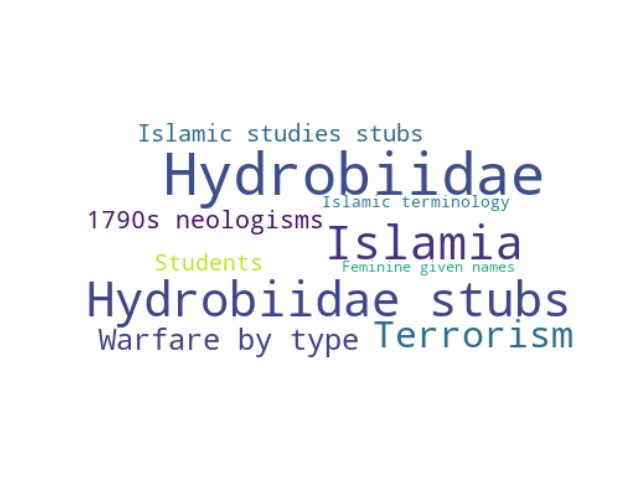 Islamic studies stubs
Hydrobiidae
Islamic terminology
1790s neologisms
Islamia
Students
Feminine given names
Hydrobiidae stubs
Warfare by type
Terrorism